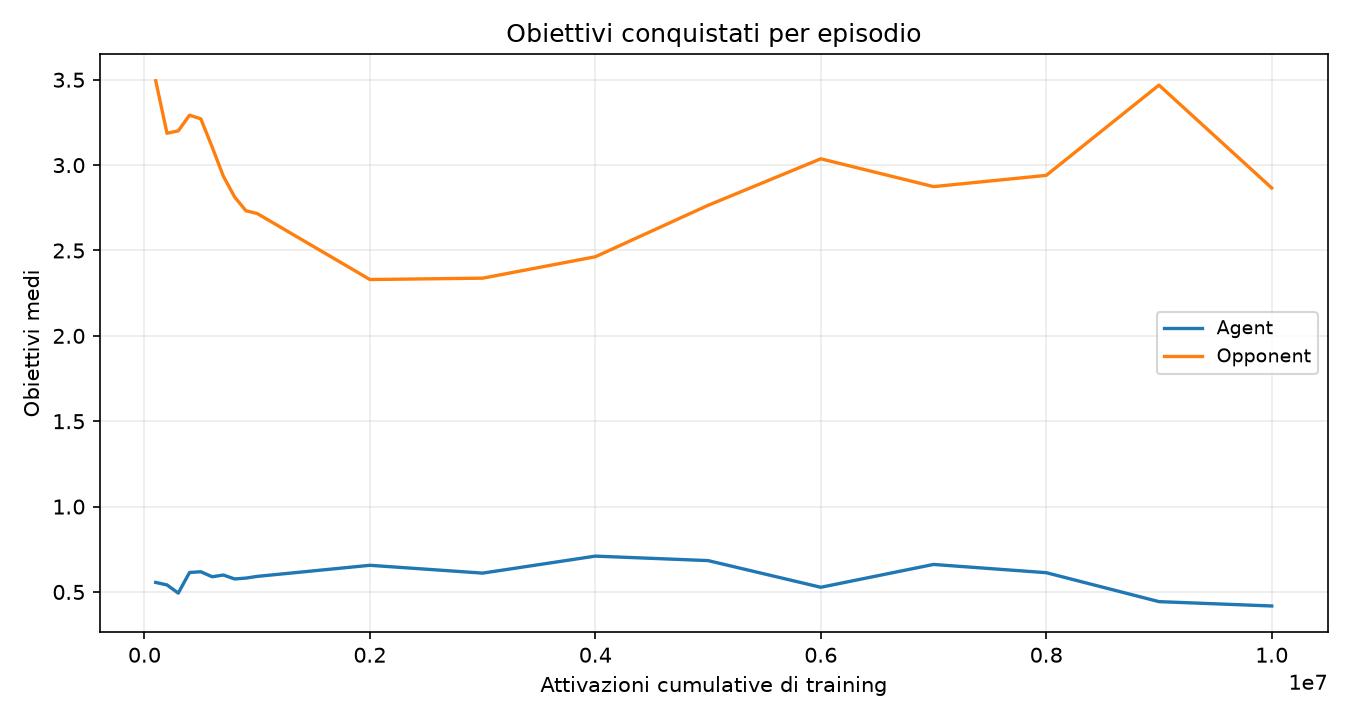 Obiettivi conquistati per episodio
3.5
3.0
2.5
2.0
1.5
1.0
0.5
Obiettivi medi
Agent
Opponent
0.0 0.2 0.4 0.6 0.8 1.0
1e7
Attivazioni cumulative di training